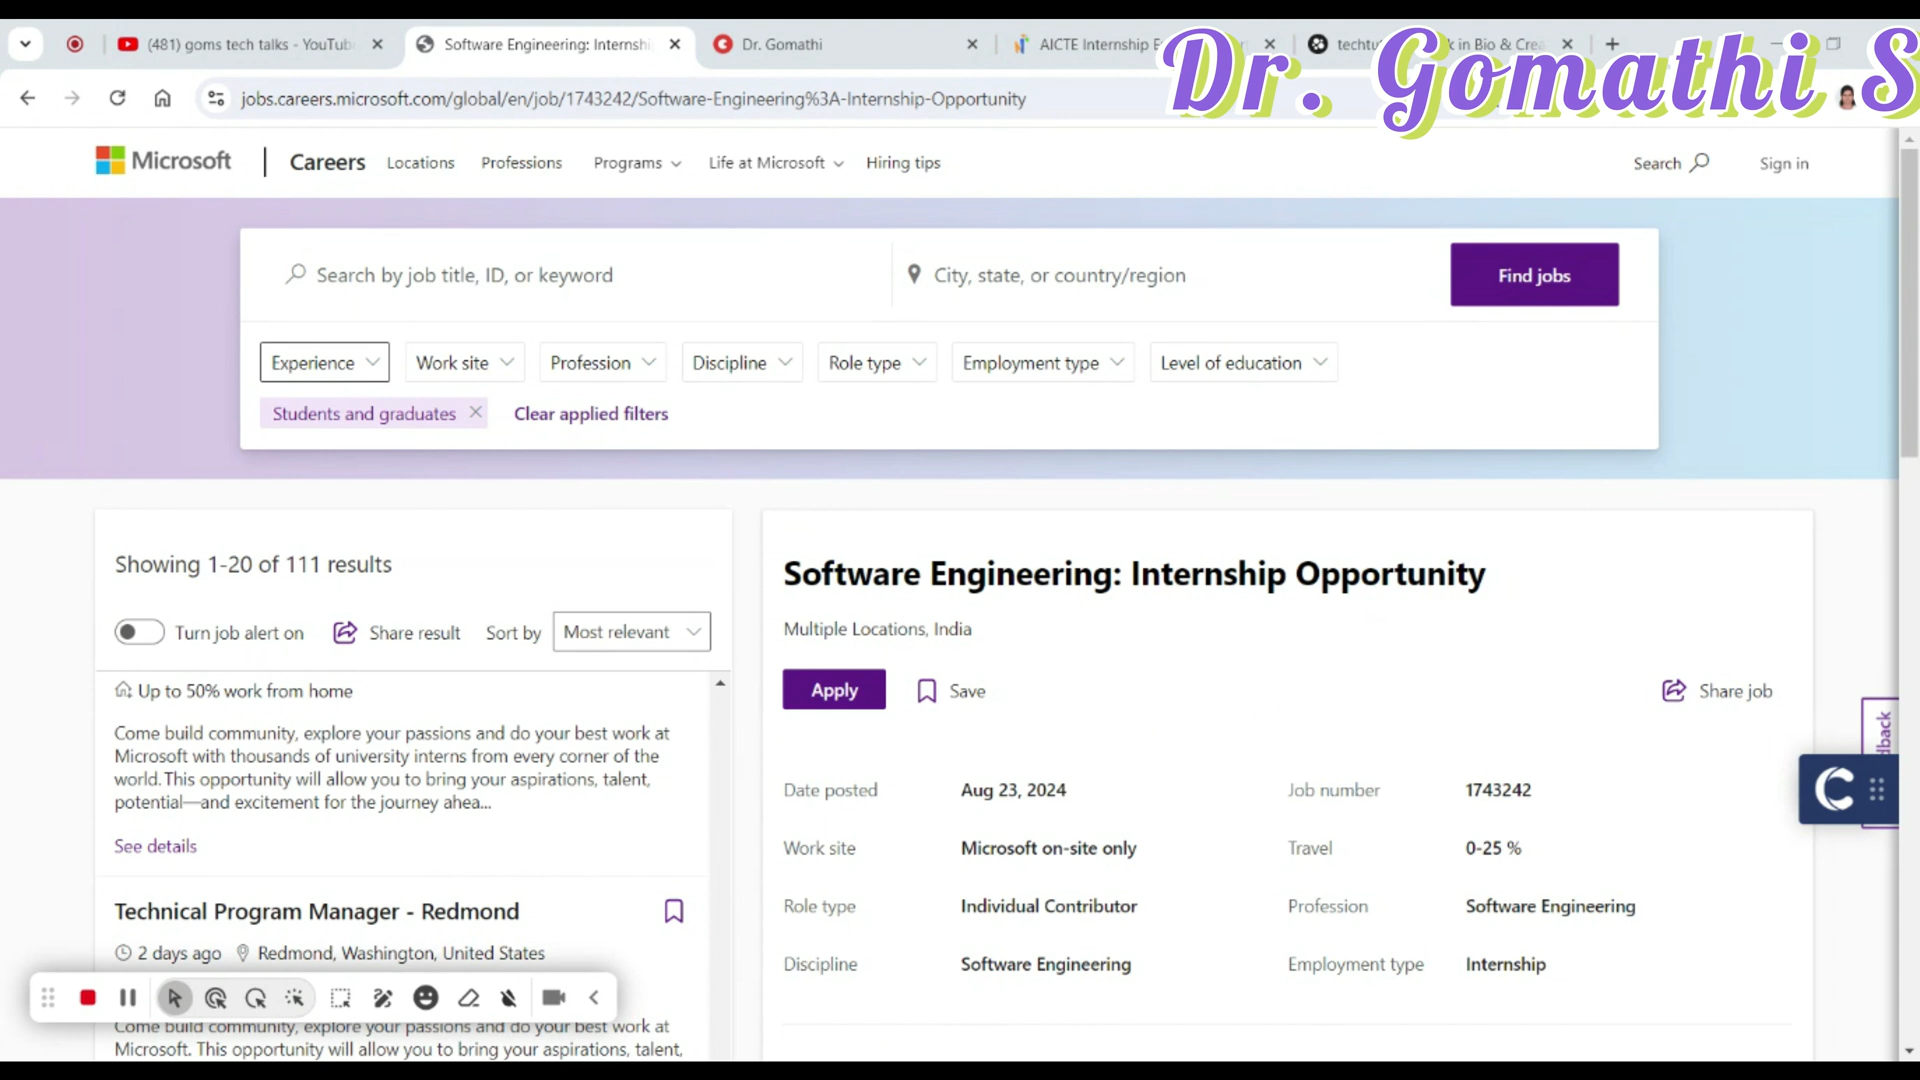 (481) goms tech talks - YouTube
Software Engineering: Internshi
Dr. Gomathi
AICTE Internship
in Bio & Crea
Dr. Gomathi S
jobs.careers.microsoft.com/global/en/job/1743242/Software-Engineering%3A-Internship-Opportunity
Microsoft | Careers Locations Professions Programs Life at Microsoft Hiring tips Search Sign in
Search by job title, ID, or keyword City, state, or country/region Find jobs
Experience Work site Profession Discipline Role type Employment type Level of education
Students and graduates Clear applied filters
Showing 1-20 of 111 results
Turn job alert on Share result Sort by Most relevant
Up to 50% work from home
Come build community, explore your passions and do your best work at
Microsoft with thousands of university interns from every corner of the
world.This opportunity will allow you to bring your aspirations, talent,
potential—and excitement for the journey ahea...
See details
Technical Program Manager - Redmond
2 days ago Redmond, Washington, United States
Come build community, explore your passions and do your best work at
Microsoft. This opportunity will allow you to bring your aspirations, talent,
Software Engineering: Internship Opportunity
Multiple Locations, India
Apply Save Share job
Date posted Aug 23, 2024 Job number 1743242
Work site Microsoft on-site only Travel 0-25 %
Role type Individual Contributor Profession Software Engineering
Discipline Software Engineering Employment type Internship